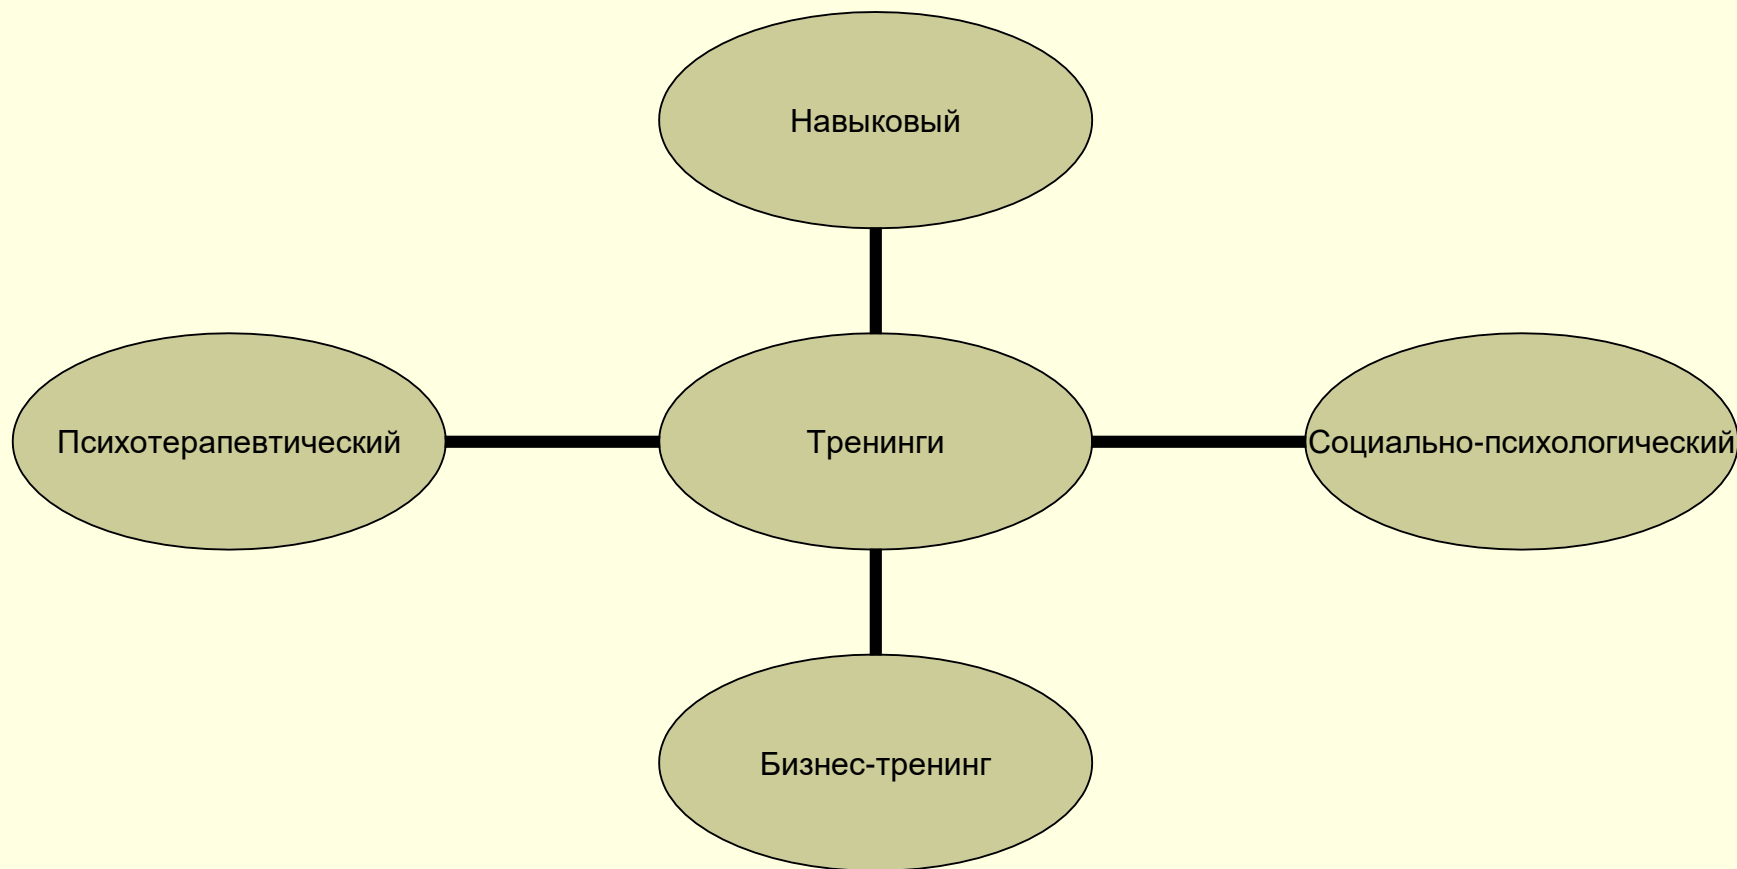 Навыковый
Психотерапевтический
Тренинги
Социально-психологический
Бизнес-тренинг